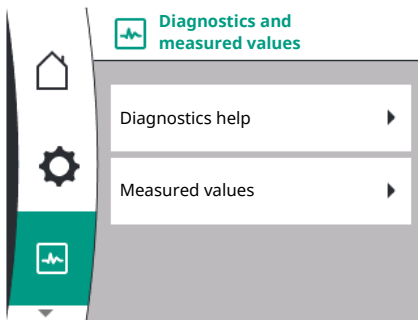 Diagnostics and
measured values
Diagnostics help
Measured values